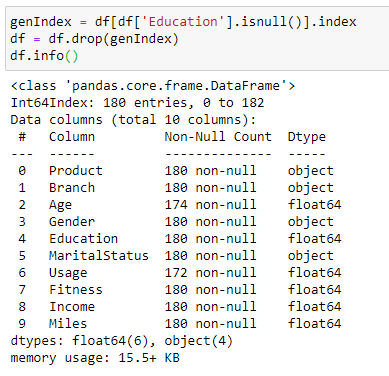 genIndex = df[df['Education'].isnull()].index
df = df.drop(genIndex)
df.info()
<class 'pandas.core.frame.DataFrame'>
Int64Index: 180 entries, 0 to 182
Data columns (total 10 columns):
 #   Column         Non-Null Count  Dtype
---  ------         --------------  -----
 0   Product        180 non-null    object
 1   Branch         180 non-null    object
 2   Age            174 non-null    float64
 3   Gender         180 non-null    object
 4   Education      180 non-null    float64
 5   MaritalStatus  180 non-null    object
 6   Usage          172 non-null    float64
 7   Fitness        180 non-null    float64
 8   Income         180 non-null    float64
 9   Miles          180 non-null    float64
dtypes: float64(6), object(4)
memory usage: 15.5+ KB